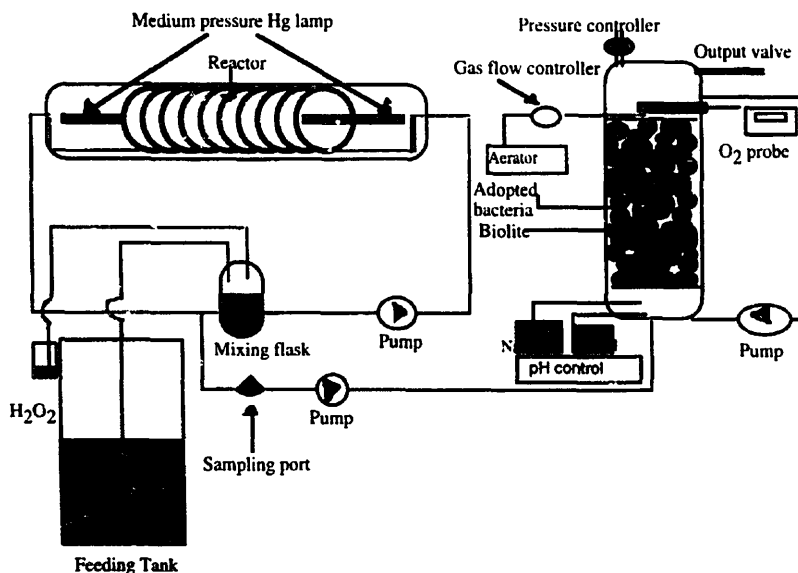 Medium pressure Hg lamp
Reactor
Pressure controller
Output valve
Gas flow controller
Aerator
O2 probe
Adopted
bacteria
Biolite
Mixing flask
Pump
Pump
N
pH control
Pump
H2O2
Sampling port
Feeding Tank